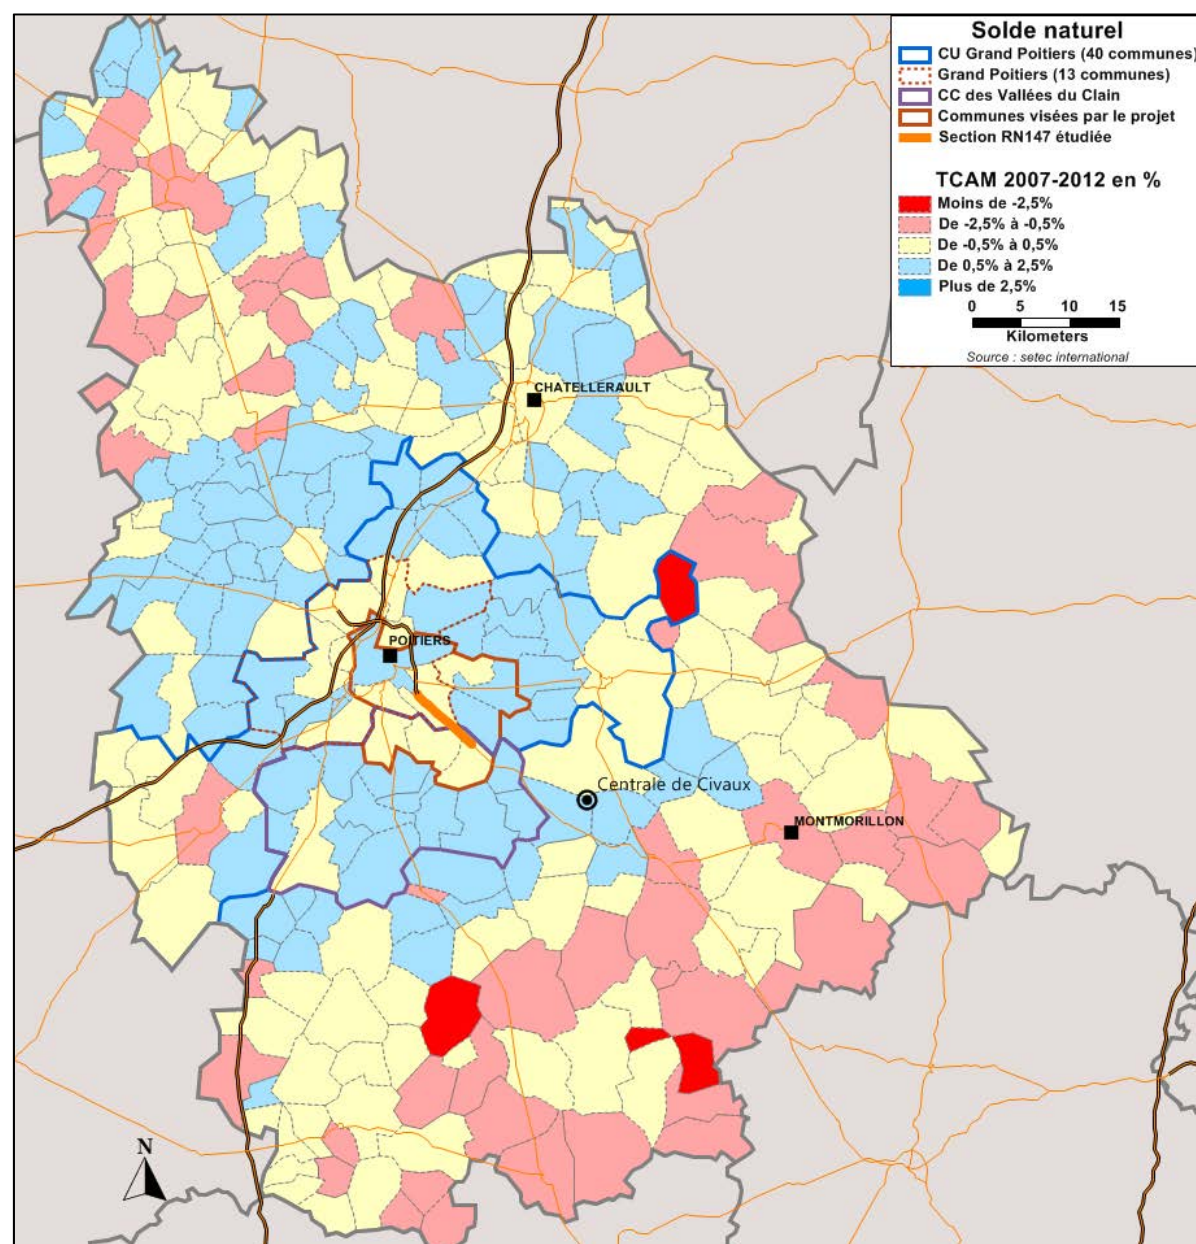 Solde naturel
CU Grand Poitiers (40 communes)
Grand Poitiers (13 communes)
CC des Vallées du Clain
Communes visées par le projet
Section RN147 étudiée
TCAM 2007-2012 en %
Moins de -2,5%
De -2,5% à -0,5%
De -0,5% à 0,5%
De 0,5% à 2,5%
Plus de 2,5%
0 5 10 15
Kilometers
Source : setec international
CHATELLERAULT
POITIERS
Centrale de Civaux
MONTMORILLON
N